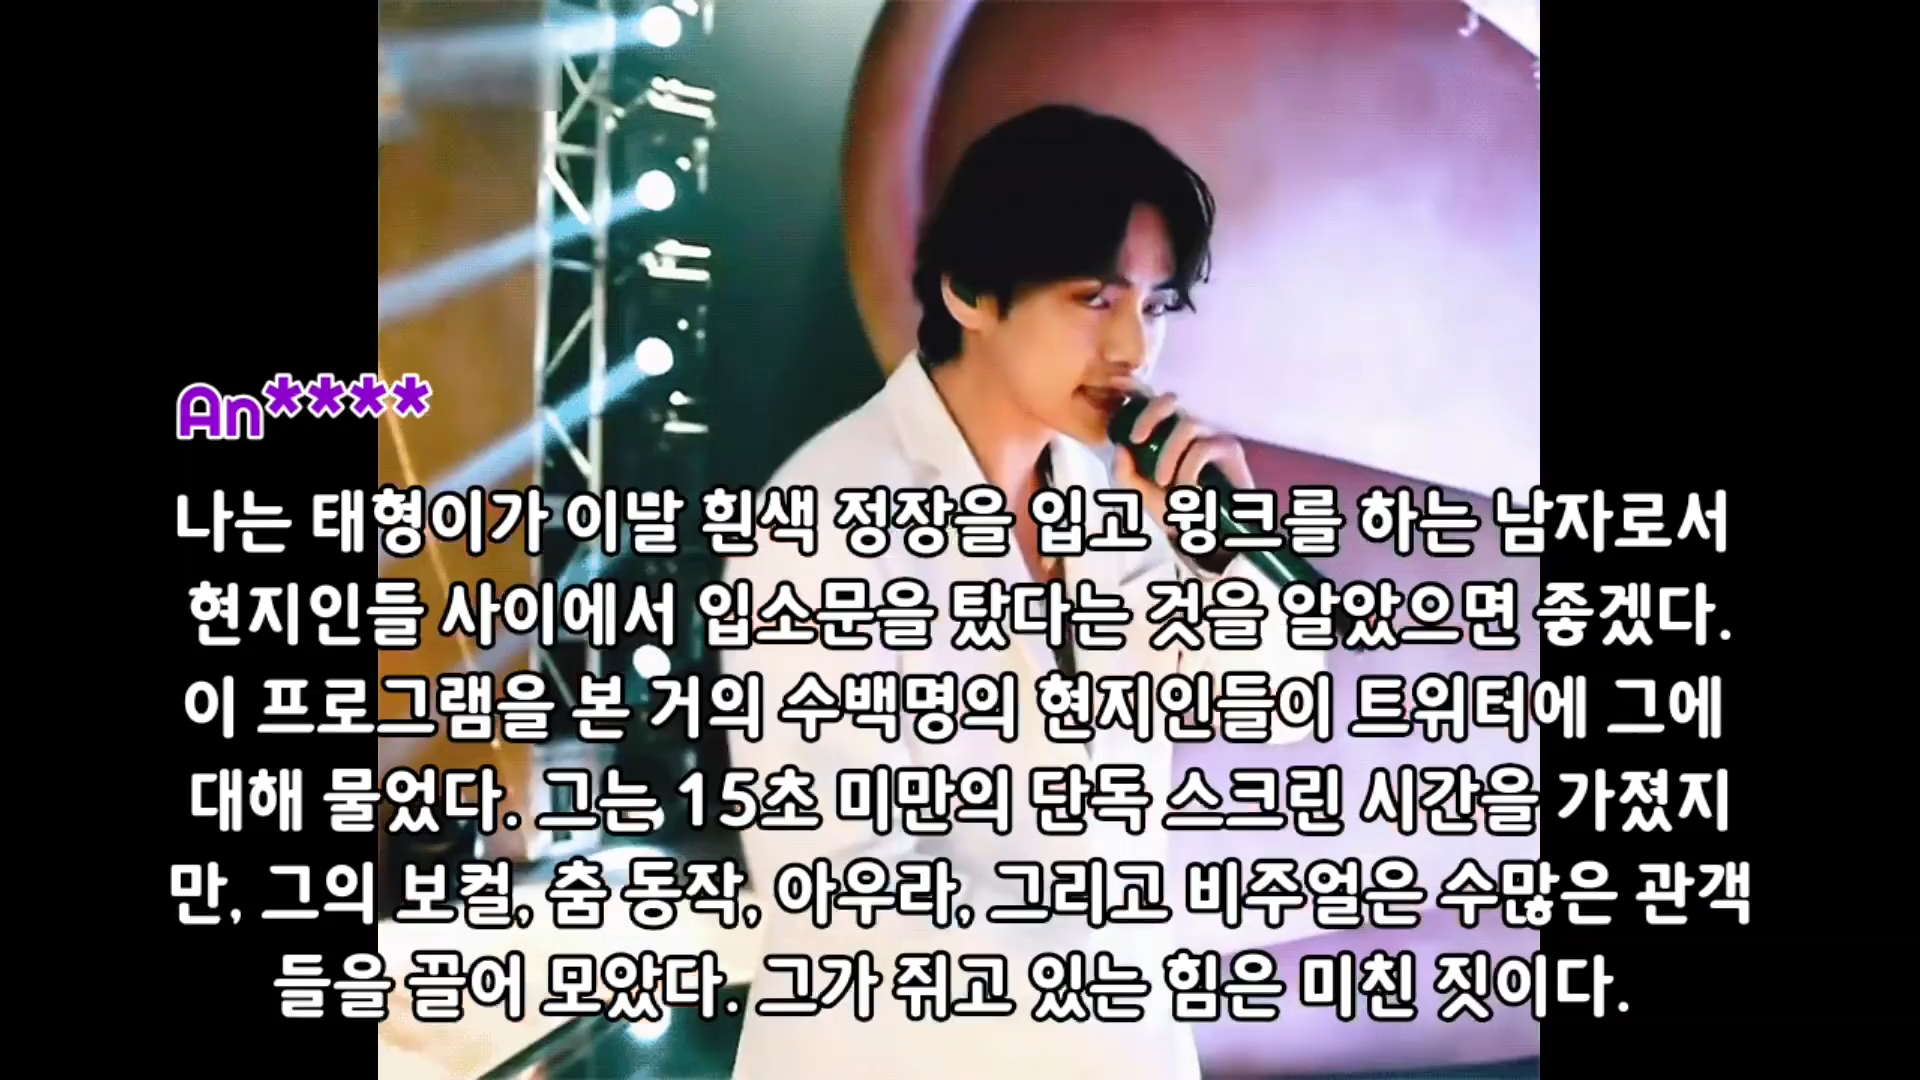 An****
나는 태형이가 이날 흰색 정장을 입고 윙크를 하는 남자로서
현지인들 사이에서 입소문을 탔다는 것을 알았으면 좋겠다.
이 프로그램을 본 거의 수백명의 현지인들이 트위터에 그에
대해 물었다. 그는 15초 미만의 단독 스크린 시간을 가졌지
만, 그의 보컬, 춤 동작, 아우라, 그리고 비주얼은 수많은 관객
들을 끌어 모았다. 그가 쥐고 있는 힘은 미친 짓이다.